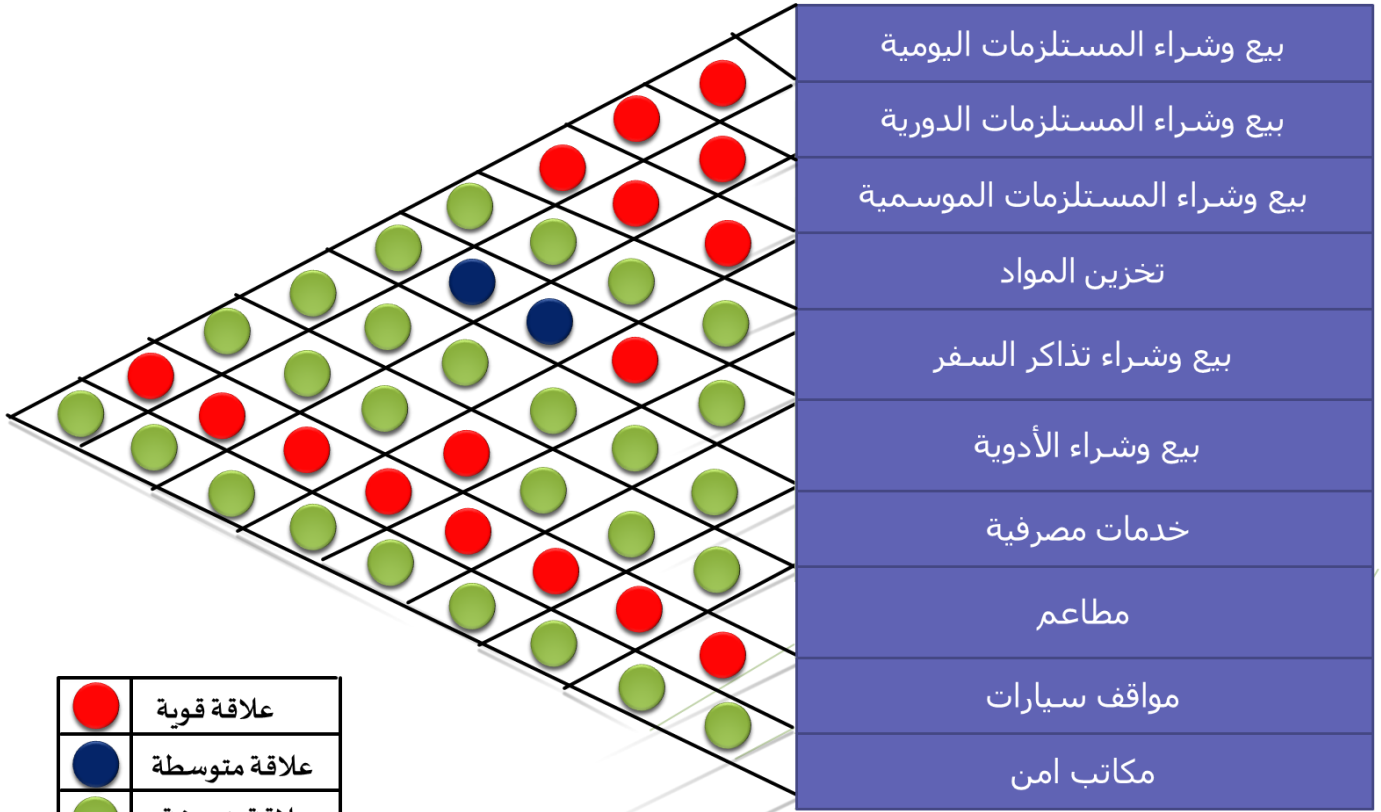 بيع وشراء المستلزمات اليومية
بيع وشراء المستلزمات الدورية
بيع وشراء المستلزمات الموسمية
تخزين المواد
بيع وشراء تذاكر السفر
بيع وشراء الأدوية
خدمات مصرفية
مطاعم
مواقف سيارات
مكاتب امن
علاقة قوية
علاقة متوسطة
علاقة